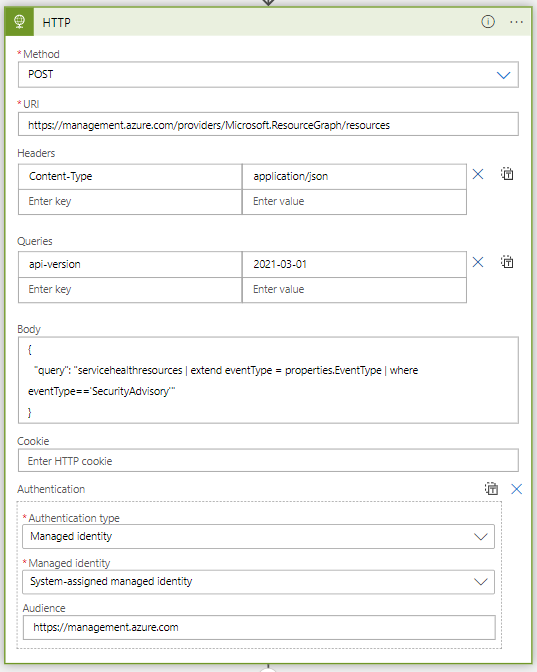 HTTP
* Method
POST
* URI
https://management.azure.com/providers/Microsoft.ResourceGraph/resources
Headers
Content-Type application/json
Enter key Enter value
Queries
api-version 2021-03-01
Enter key Enter value
Body
{
"query": "servicehealthresources | extend eventType = properties.EventType | where
eventType=='SecurityAdvisory'"
}
Cookie
Enter HTTP cookie
Authentication
* Authentication type
Managed identity
* Managed identity
System-assigned managed identity
Audience
https://management.azure.com